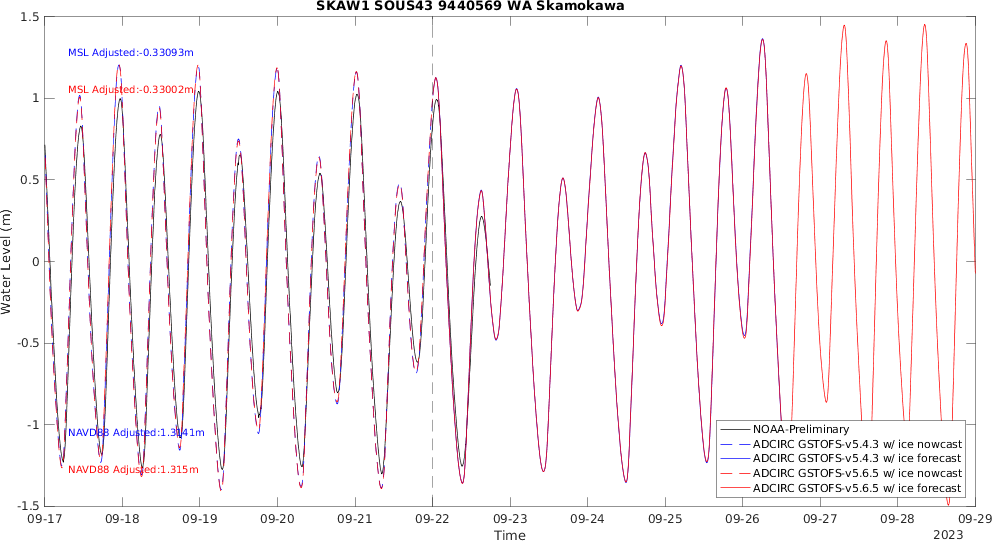 SKAW1 SOUS43 9440569 WA Skamokawa
1.5
1
0.5
0
-0.5
-1
-1.5
Water Level (m)
MSL Adjusted:-0.33093m
MSL Adjusted:-0.33002m
NAVD88 Adjusted:1.3141m
NAVD88 Adjusted:1.315m
NOAA-Preliminary
ADCIRC GSTOFS-v5.4.3 w/ ice nowcast
ADCIRC GSTOFS-v5.4.3 w/ ice forecast
ADCIRC GSTOFS-v5.6.5 w/ ice nowcast
ADCIRC GSTOFS-v5.6.5 w/ ice forecast
09-17 09-18 09-19 09-20 09-21 09-22 09-23 09-24 09-25 09-26 09-27 09-28 09-29
Time
2023